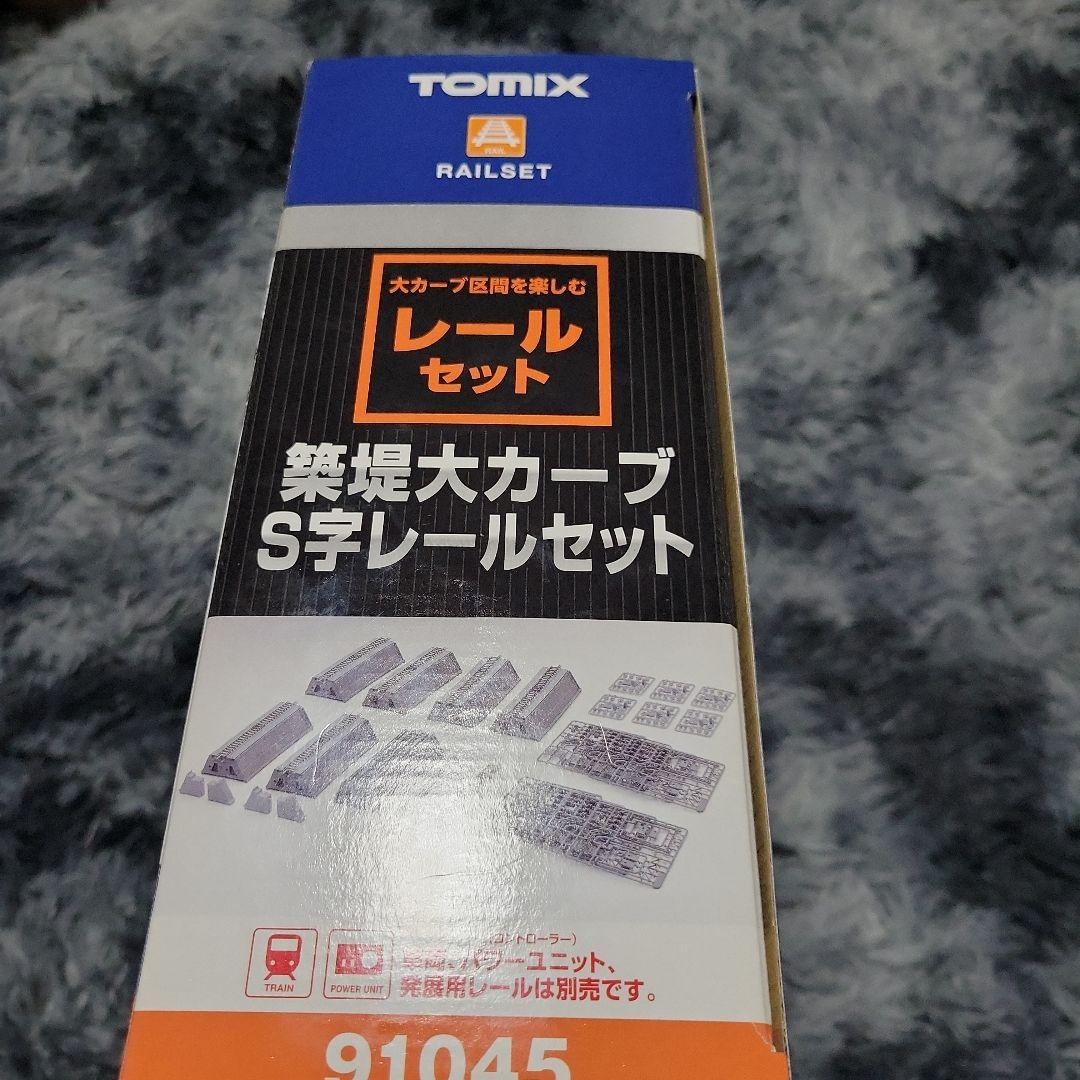 TOMIX
RAIL
RAILSET
大カーブ区間を楽しむ
レール
セット
築堤大カーブ
S字レールセット
(コントローラー)
車両、パワーユニット、
発展用レールは別売です。
TRAIN
POWER UNIT
91045